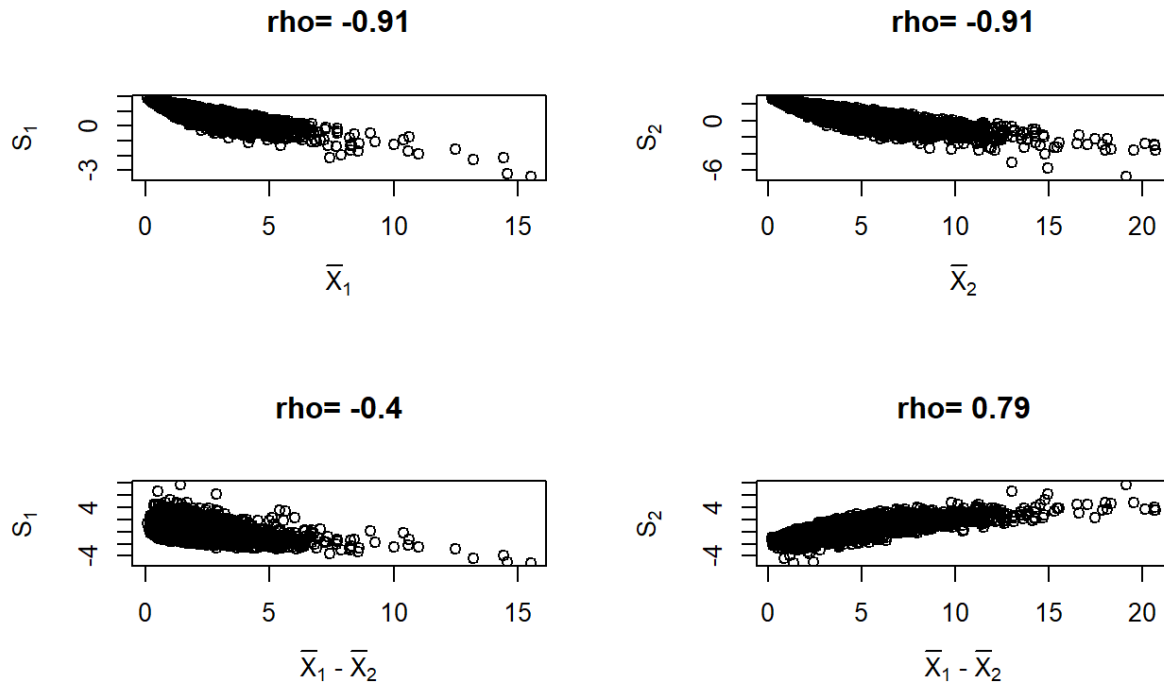 rho= -0.91
S₁
0
-3
0 5 10 15
X̅₁
rho= -0.91
S₂
0
-6
0 5 10 15 20
X̅₂
rho= -0.4
S₁
4
-4
0 5 10 15
X̅₁ - X̅₂
rho= 0.79
S₂
4
-4
0 5 10 15 20
X̅₁ - X̅₂